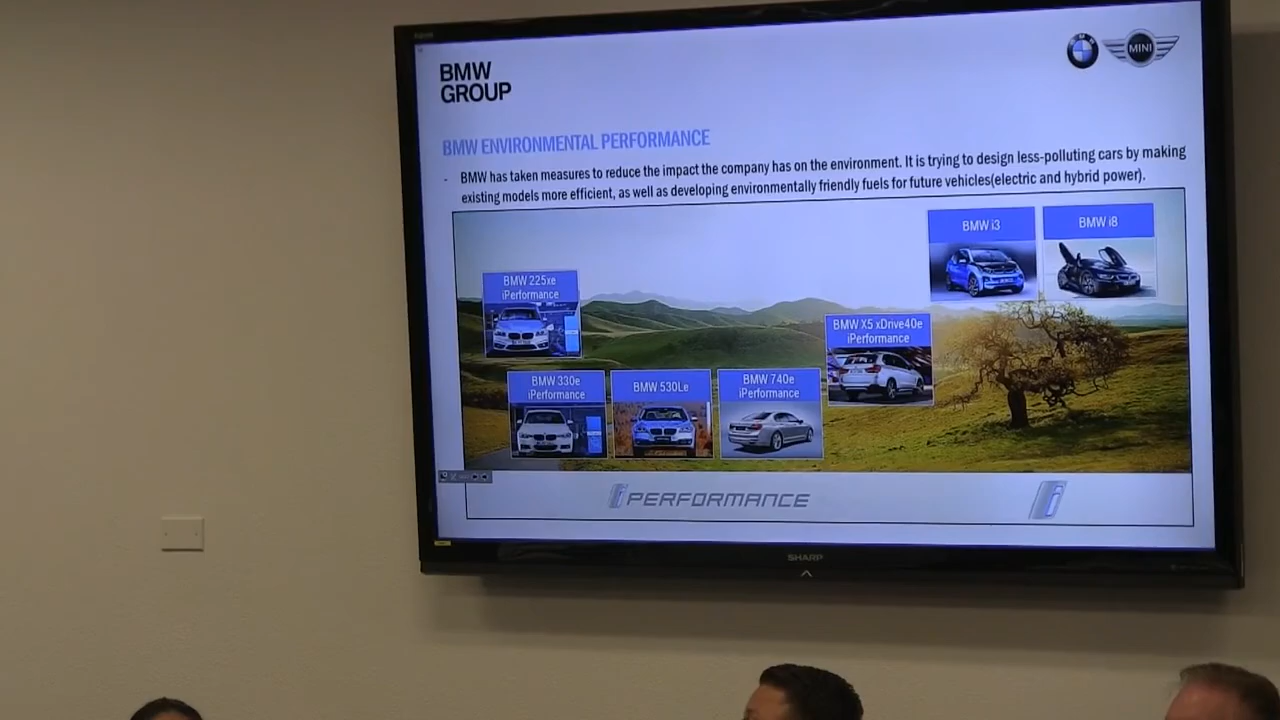 BMW
GROUP
MINI
BMW ENVIRONMENTAL PERFORMANCE
- BMW has taken measures to reduce the impact the company has on the environment. It is trying to design less-polluting cars by making
existing models more efficient, as well as developing environmentally friendly fuels for future vehicles(electric and hybrid power).
BMW i3
BMW i8
BMW 225xe
iPerformance
BMW X5 xDrive40e
iPerformance
BMW 330e
iPerformance
BMW 530Le
BMW 740e
iPerformance
i PERFORMANCE
i
SHARP